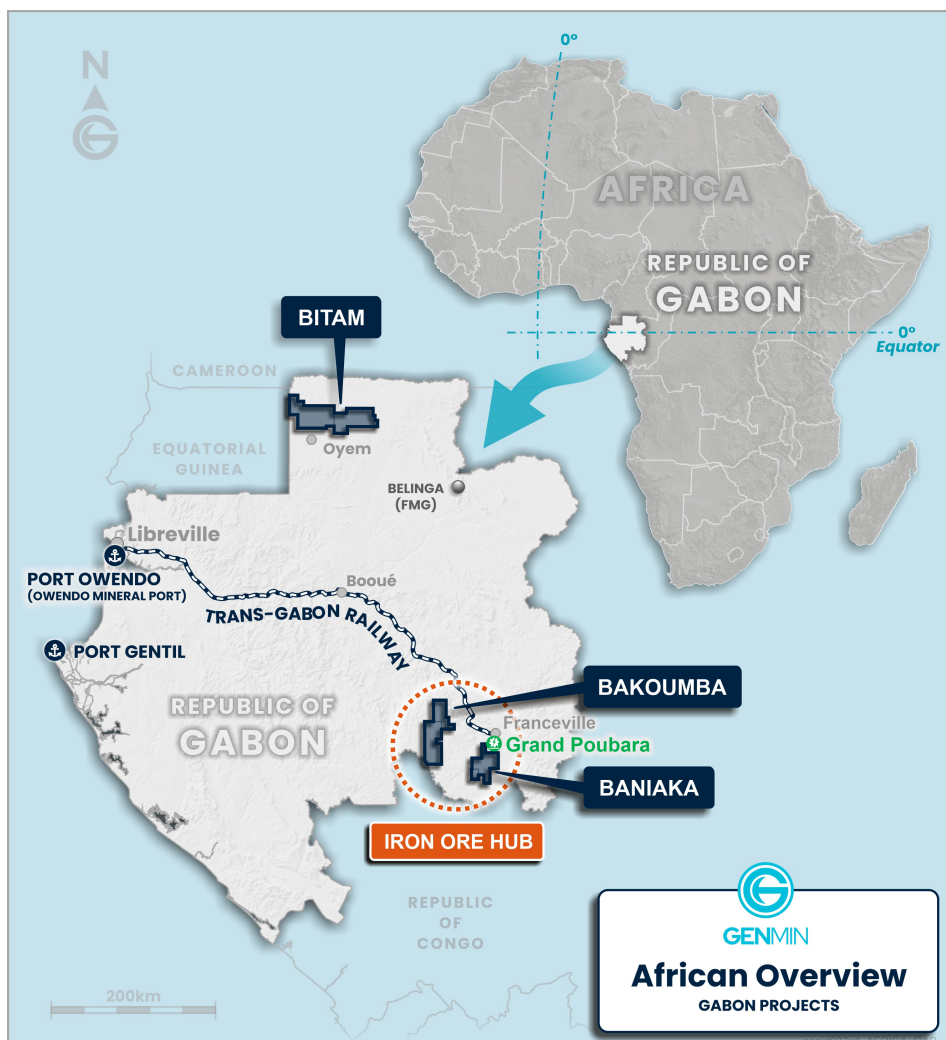 N
0°
AFRICA
REPUBLIC OF
GABON
0°
Equator
BITAM
CAMEROON
EQUATORIAL
GUINEA
Oyem
BELINGA
(FMG)
Libreville
PORT OWENDO
(OWENDO MINERAL PORT)
Booué
TRANS-GABON RAILWAY
PORT GENTIL
BAKOUMBA
REPUBLIC OF
GABON
Franceville
Grand Poubara
BANIAKA
IRON ORE HUB
REPUBLIC
OF
CONGO
200km
GENMIN
African Overview
GABON PROJECTS